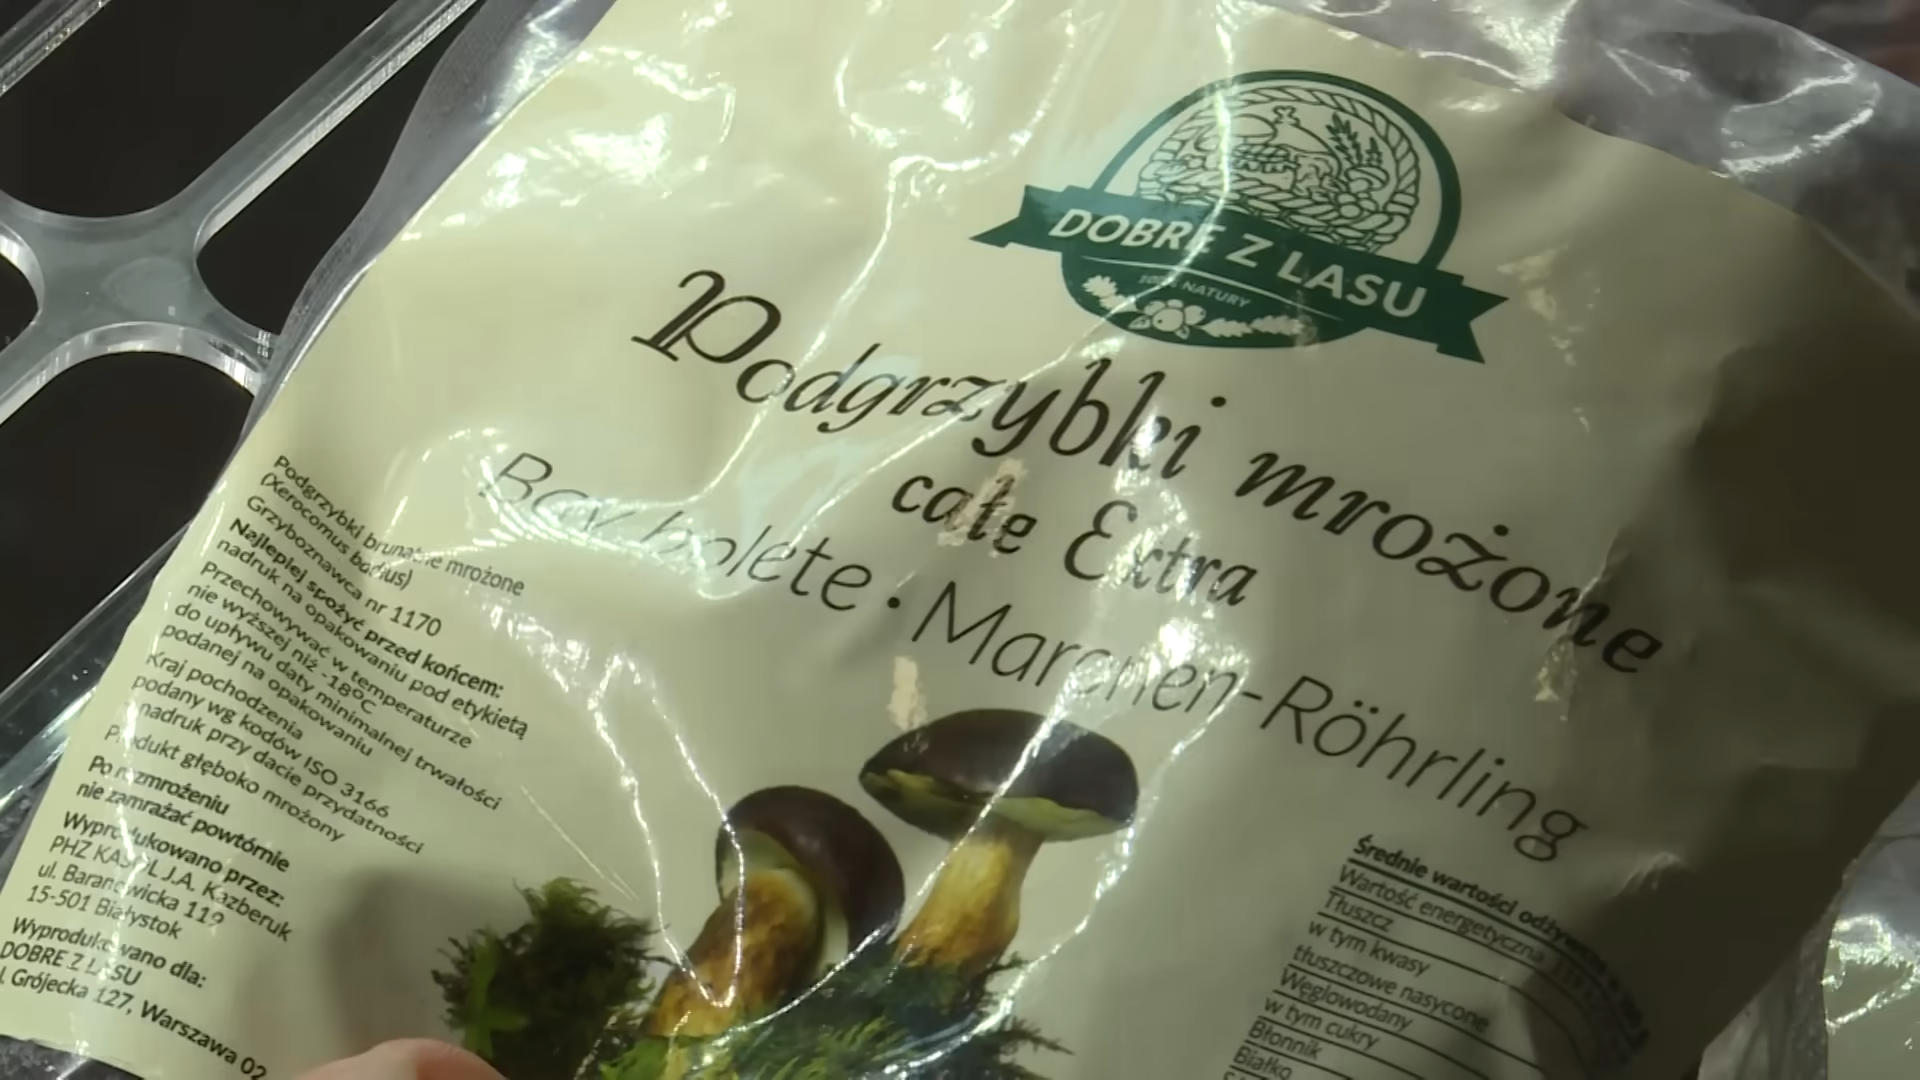 DOBRE Z LASU
100% NATURY
Podgrzybki mrożone
całe Extra
Bay bolete • Maronen-Röhrling
Podgrzybki brunatne mrożone
(Xerocomus badius)
Grzyboznawca nr 1170
Najlepiej spożyć przed końcem:
nadruk na opakowaniu pod etykietą
Przechowywać w temperaturze
nie wyższej niż -18°C
do upływu daty minimalnej trwałości
podanej na opakowaniu
Kraj pochodzenia
podany wg kodów ISO 3166
nadruk przy dacie przydatności
Produkt głęboko mrożony
Po rozmrożeniu
nie zamrażać powtórnie
Wyprodukowano przez:
PHZ J.A. Kazberuk
ul. Baranowicka
15-501 Białystok
Wyprodukowano dla:
DOBRE Z LASU
Grójecka 127, Warszawa 02
Średnie wartości
Wartość energetyczna
Tłuszcz
w tym kwasy
tłuszczowe nasycone
Węglowodany
w tym cukry
Błonnik
Białko